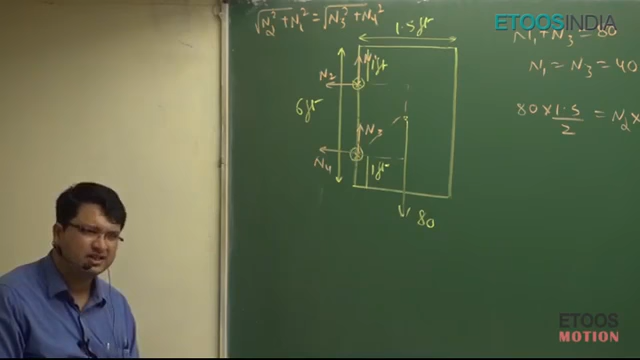 √N₂² + N₁² = √N₃² + N₄²
1.5 ft
ETOOSINDIA
N₁ + N₃ = 80
N₁ = N₃ = 40
80 × 1.5 / 2 = N₂ ×
N₁
1 ft
N₂
6 ft
N₃
N₄
1 ft
80
ETOOS
MOTION